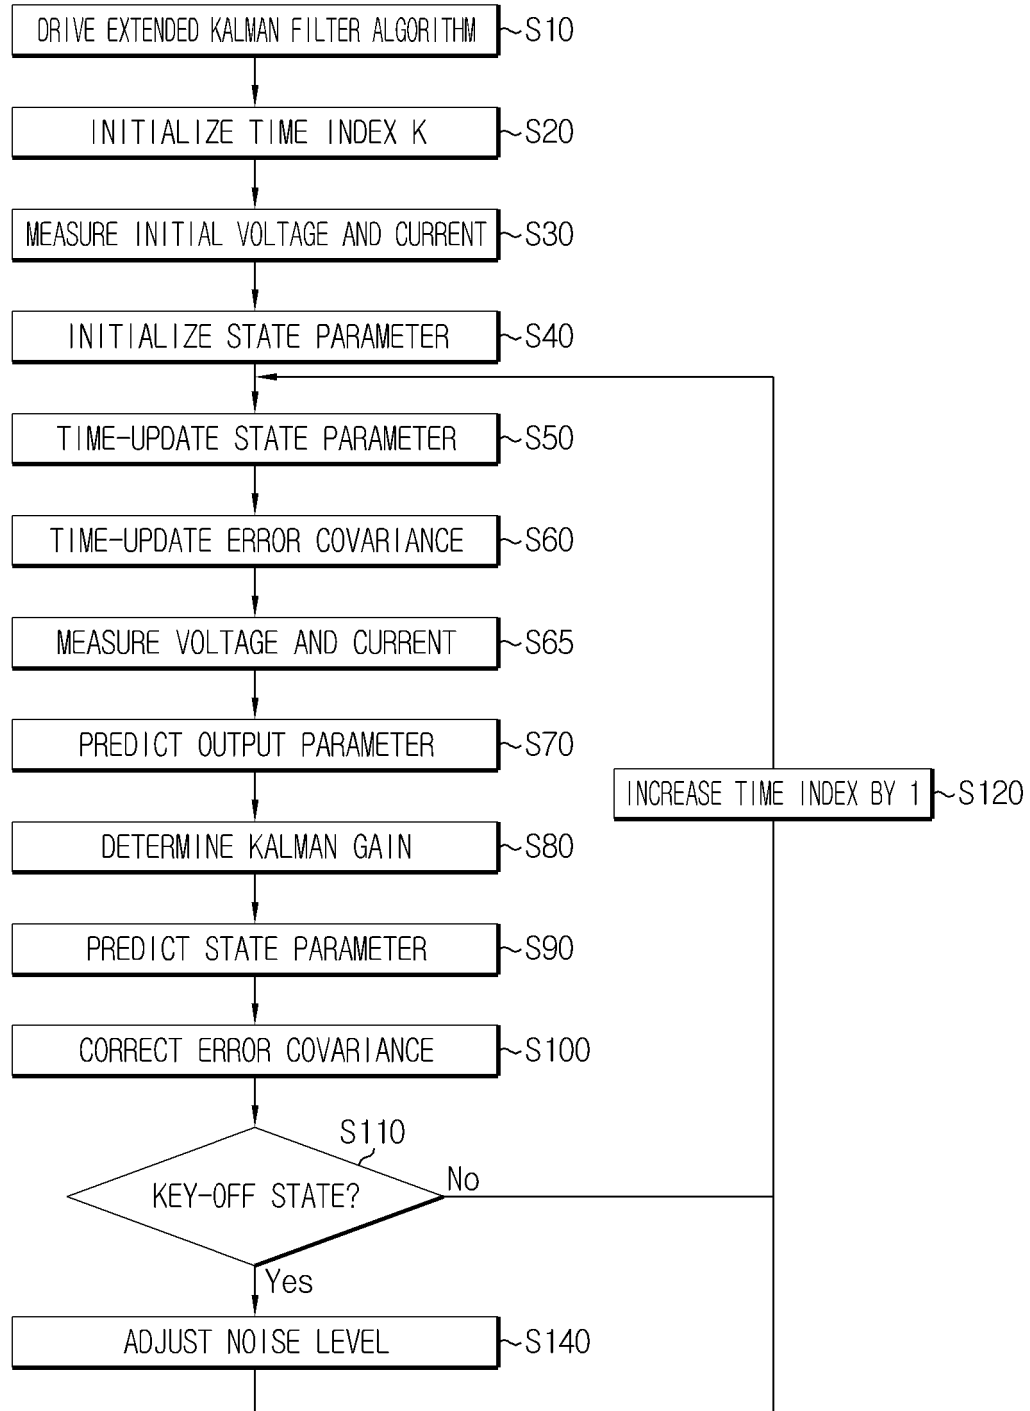 DRIVE EXTENDED KALMAN FILTER ALGORITHM S10
INITIALIZE TIME INDEX K S20
MEASURE INITIAL VOLTAGE AND CURRENT S30
INITIALIZE STATE PARAMETER S40
TIME-UPDATE STATE PARAMETER S50
TIME-UPDATE ERROR COVARIANCE S60
MEASURE VOLTAGE AND CURRENT S65
PREDICT OUTPUT PARAMETER S70
INCREASE TIME INDEX BY 1 S120
DETERMINE KALMAN GAIN S80
PREDICT STATE PARAMETER S90
CORRECT ERROR COVARIANCE S100
S110
KEY-OFF STATE? No
Yes
ADJUST NOISE LEVEL S140